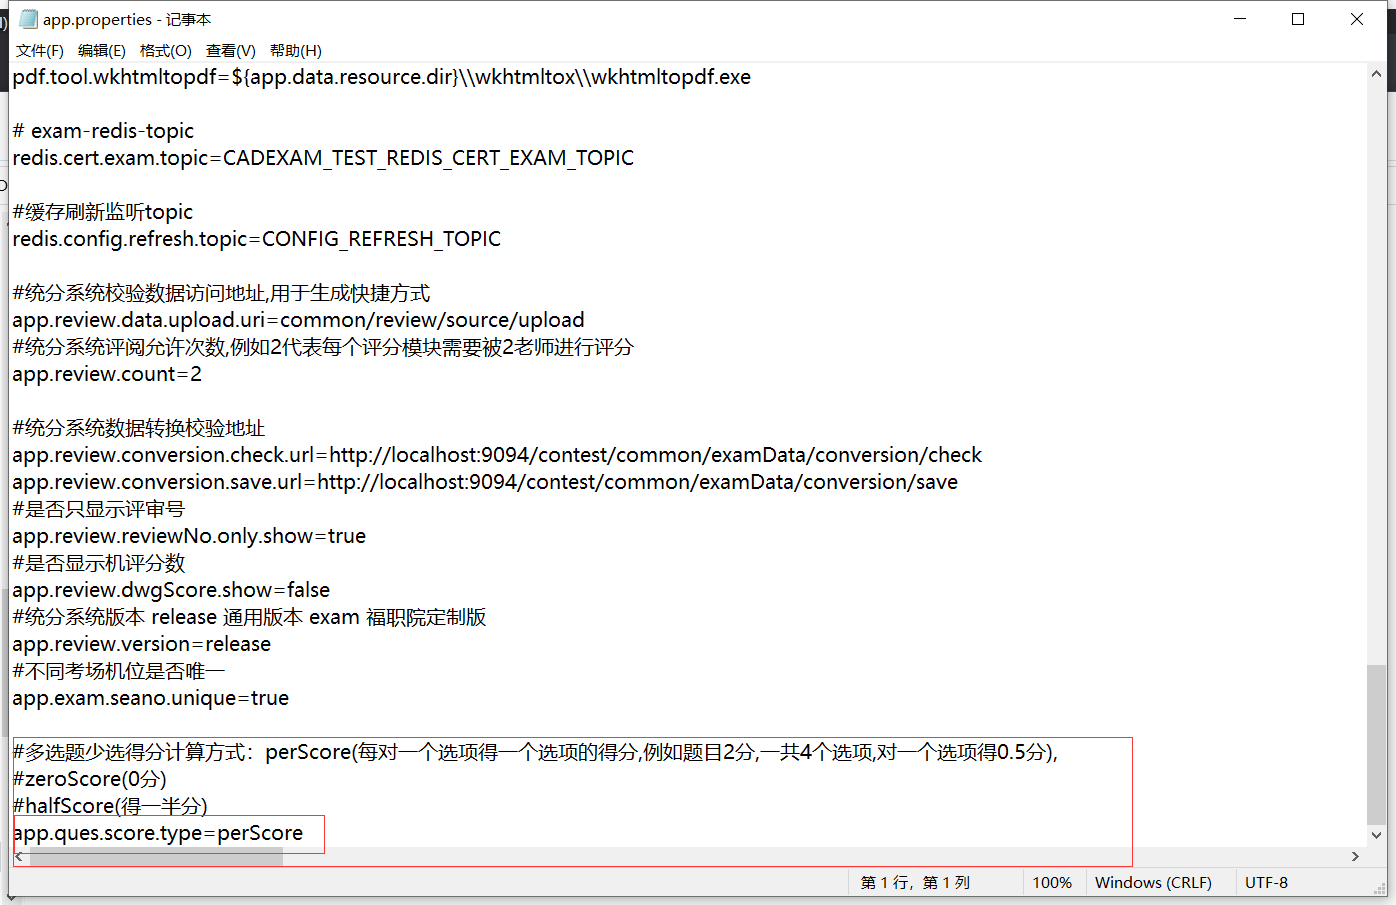 app.properties - 记事本
文件(F) 编辑(E) 格式(O) 查看(V) 帮助(H)
pdf.tool.wkhtmltopdf=${app.data.resource.dir}\\wkhtmltox\\wkhtmltopdf.exe
# exam-redis-topic
redis.cert.exam.topic=CADEXAM_TEST_REDIS_CERT_EXAM_TOPIC
#缓存刷新监听topic
redis.config.refresh.topic=CONFIG_REFRESH_TOPIC
#统分系统校验数据访问地址,用于生成快捷方式
app.review.data.upload.uri=common/review/source/upload
#统分系统评阅允许次数,例如2代表每个评分模块需要被2老师进行评分
app.review.count=2
#统分系统数据转换校验地址
app.review.conversion.check.url=http://localhost:9094/contest/common/examData/conversion/check
app.review.conversion.save.url=http://localhost:9094/contest/common/examData/conversion/save
#是否只显示评审号
app.review.reviewNo.only.show=true
#是否显示机评分数
app.review.dwgScore.show=false
#统分系统版本 release 通用版本 exam 福职院定制版
app.review.version=release
#不同考场机位是否唯一
app.exam.seano.unique=true
#多选题少选得分计算方式：perScore(每对一个选项得一个选项的得分,例如题目2分,一共4个选项,对一个选项得0.5分),
#zeroScore(0分)
#halfScore(得一半分)
app.ques.score.type=perScore
第 1 行，第 1 列 100% Windows (CRLF) UTF-8